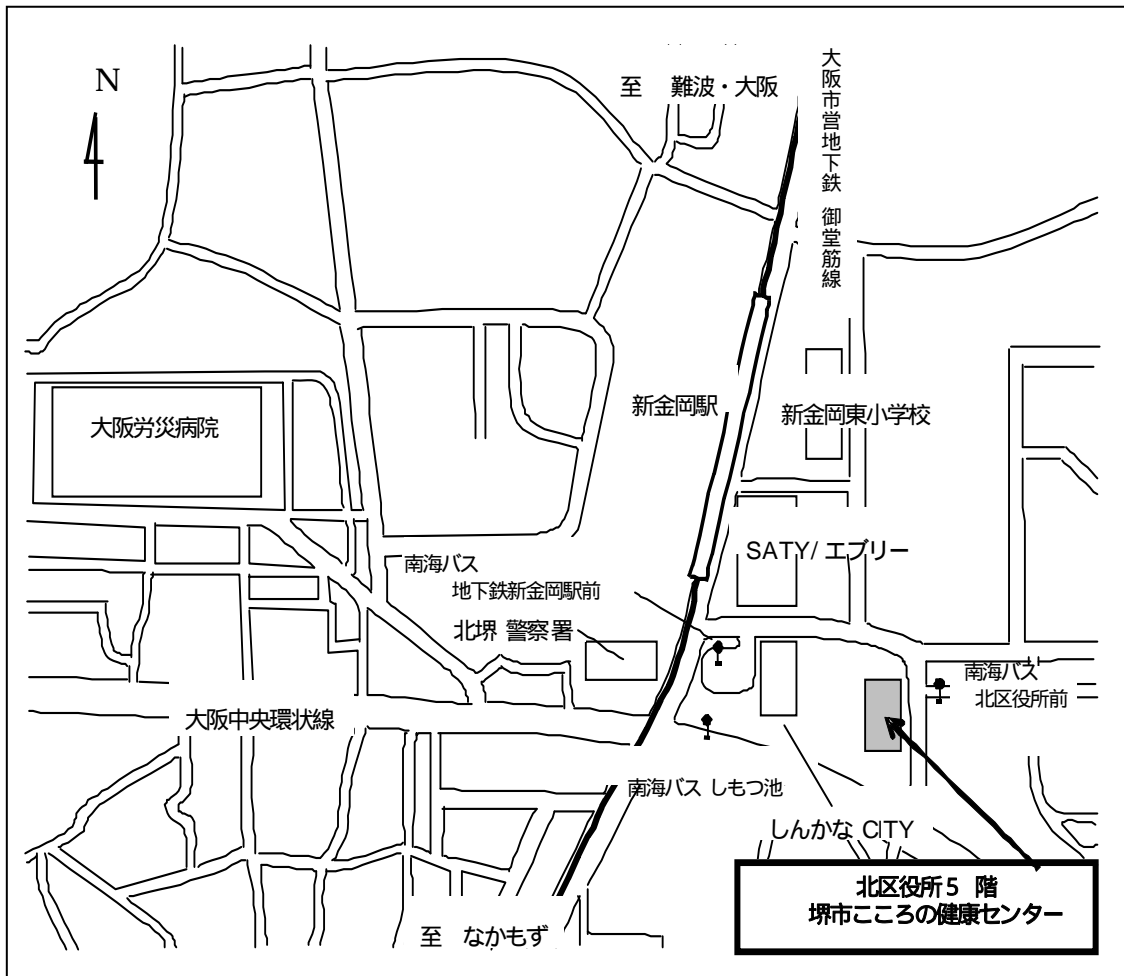 N
至 難波・大阪
大阪市営地下鉄 御堂筋線
新金岡駅
新金岡東小学校
大阪労災病院
SATY/エブリー
南海バス
地下鉄新金岡駅前
北堺 警察署
南海バス
北区役所前
大阪中央環状線
南海バス しもつ池
しんかな CITY
北区役所5 階
堺市こころの健康センター
至 なかもず